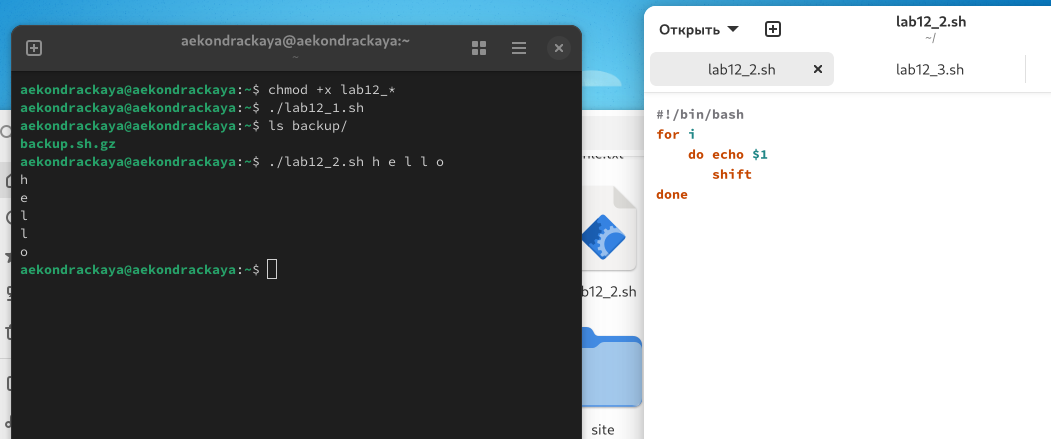 aekondrackaya@aekondrackaya:~
~
aekondrackaya@aekondrackaya:~$ chmod +x lab12_*
aekondrackaya@aekondrackaya:~$ ./lab12_1.sh
aekondrackaya@aekondrackaya:~$ ls backup/
backup.sh.gz
aekondrackaya@aekondrackaya:~$ ./lab12_2.sh h e l l o
h
e
l
l
o
aekondrackaya@aekondrackaya:~$
b12_2.sh
site
Открыть
lab12_2.sh
~/
lab12_2.sh
lab12_3.sh
#!/bin/bash
for i
    do echo $1
       shift
done